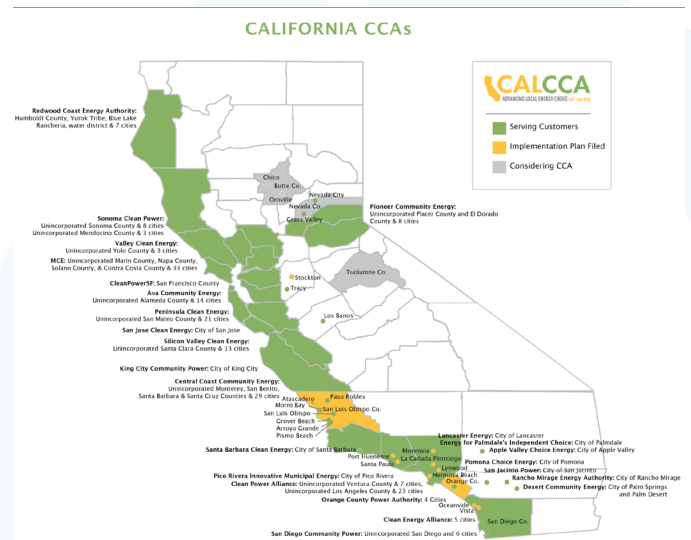 CALIFORNIA CCAs
CALCCA
ADVANCING LOCAL ENERGY CHOICE cal-cca.org
Serving Customers
Implementation Plan Filed
Considering CCA
Redwood Coast Energy Authority:
Humboldt County, Yurok Tribe, Blue Lake
Rancheria, water district & 7 cities
Chico
Butte Co.
Oroville
Nevada City
Nevada Co.
Grass Valley
Pioneer Community Energy:
Unincorporated Placer County and El Dorado
County & 8 cities
Sonoma Clean Power:
Unincorporated Sonoma County & 8 cities
Unincorporated Mendocino County & 3 cities
Valley Clean Energy:
Unincorporated Yolo County & 3 cities
MCE: Unincorporated Marin County, Napa County,
Solano County, & Contra Costa County & 33 cities
CleanPowerSF: San Francisco County
Ava Community Energy:
Unincorporated Alameda County & 14 cities
Peninsula Clean Energy:
Unincorporated San Mateo County & 21 cities
San Jose Clean Energy: City of San Jose
Silicon Valley Clean Energy:
Unincorporated Santa Clara County & 13 cities
Stockton
Tracy
Tuolumne Co.
Los Banos
King City Community Power: City of King City
Central Coast Community Energy:
Unincorporated Monterey, San Benito,
Santa Barbara & Santa Cruz Counties & 29 cities
Atascadero
Paso Robles
Morro Bay
San Luis Obispo Co.
San Luis Obispo
Grover Beach
Arroyo Grande
Pismo Beach
Santa Barbara Clean Energy: City of Santa Barbara
Port Hueneme
Santa Paula
Monrovia
La Cañada Flintridge
Lynwood
Hermosa Beach
Orange Co.
Lancaster Energy: City of Lancaster
Energy for Palmdale's Independent Choice: City of Palmdale
Apple Valley Choice Energy: City of Apple Valley
Pomona Choice Energy: City of Pomona
San Jacinto Power: City of San Jacinto
Rancho Mirage Energy Authority: City of Rancho Mirage
Desert Community Energy: City of Palm Springs
and Palm Desert
Pico Rivera Innovative Municipal Energy: City of Pico Rivera
Clean Power Alliance: Unincorporated Ventura County & 7 cities,
Unincorporated Los Angeles County & 23 cities
Orange County Power Authority: 4 Cities
Oceanside
Vista
Clean Energy Alliance: 5 cities
San Diego Co.
San Diego Community Power: Unincorporated San Diego and 6 cities